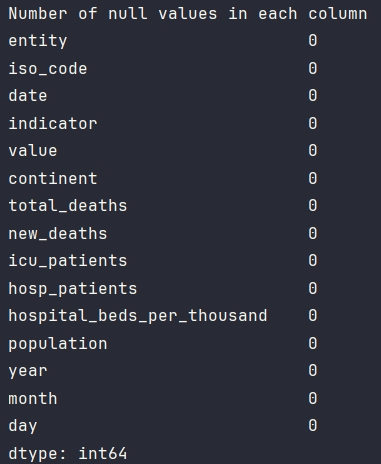 Number of null values in each column
entity 0
iso_code 0
date 0
indicator 0
value 0
continent 0
total_deaths 0
new_deaths 0
icu_patients 0
hosp_patients 0
hospital_beds_per_thousand 0
population 0
year 0
month 0
day 0
dtype: int64